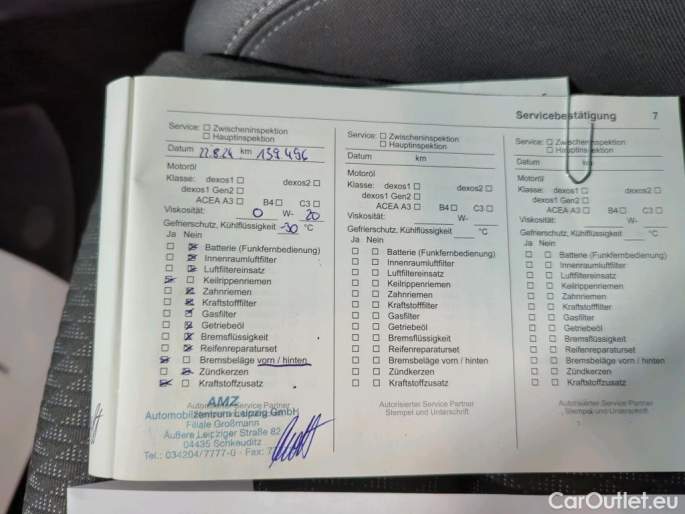 Servicebestätigung 7
Service: Zwischeninspektion
Hauptinspektion
Datum 22.8.24 km 139 496
Motoröl
Klasse: dexos1 dexos2
dexos1 Gen2
ACEA A3 B4 C3
Viskosität: 0 W- 20
Gefrierschutz, Kühlflüssigkeit -30 °C
Ja Nein
Batterie (Funkfernbedienung)
Innenraumluftfilter
Luftfiltereinsatz
Keilrippenriemen
Zahnriemen
Kraftstofffilter
Gasfilter
Getriebeöl
Bremsflüssigkeit
Reifenreparaturset
Bremsbeläge vorn / hinten
Zündkerzen
Kraftstoffzusatz
Autorisierter Service Partner
AMZ
Automobilzentrum Leipzig GmbH
Filiale Großmann
Äußere Leipziger Straße 82
04435 Schkeuditz
Tel.: 034204/7777-0 - Fax:
Service: Zwischeninspektion
Hauptinspektion
Datum km
Motoröl
Klasse: dexos1 dexos2
dexos1 Gen2
ACEA A3 B4 C3
Viskosität: W-
Gefrierschutz, Kühlflüssigkeit °C
Ja Nein
Batterie (Funkfernbedienung)
Innenraumluftfilter
Luftfiltereinsatz
Keilrippenriemen
Zahnriemen
Kraftstofffilter
Gasfilter
Getriebeöl
Bremsflüssigkeit
Reifenreparaturset
Bremsbeläge vorn / hinten
Zündkerzen
Kraftstoffzusatz
Autorisierter Service Partner
Stempel und Unterschrift
Service: Zwischeninspektion
Hauptinspektion
Datum km
Motoröl
Klasse: dexos1 dexos2
dexos1 Gen2
ACEA A3 B4 C3
Viskosität: W-
Gefrierschutz, Kühlflüssigkeit °C
Ja Nein
Batterie (Funkfernbedienung)
Innenraumluftfilter
Luftfiltereinsatz
Keilrippenriemen
Zahnriemen
Kraftstofffilter
Gasfilter
Getriebeöl
Bremsflüssigkeit
Reifenreparaturset
Bremsbeläge vorn / hinten
Zündkerzen
Kraftstoffzusatz
Autorisierter Service Partner
Stempel und Unterschrift
CarOutlet.eu